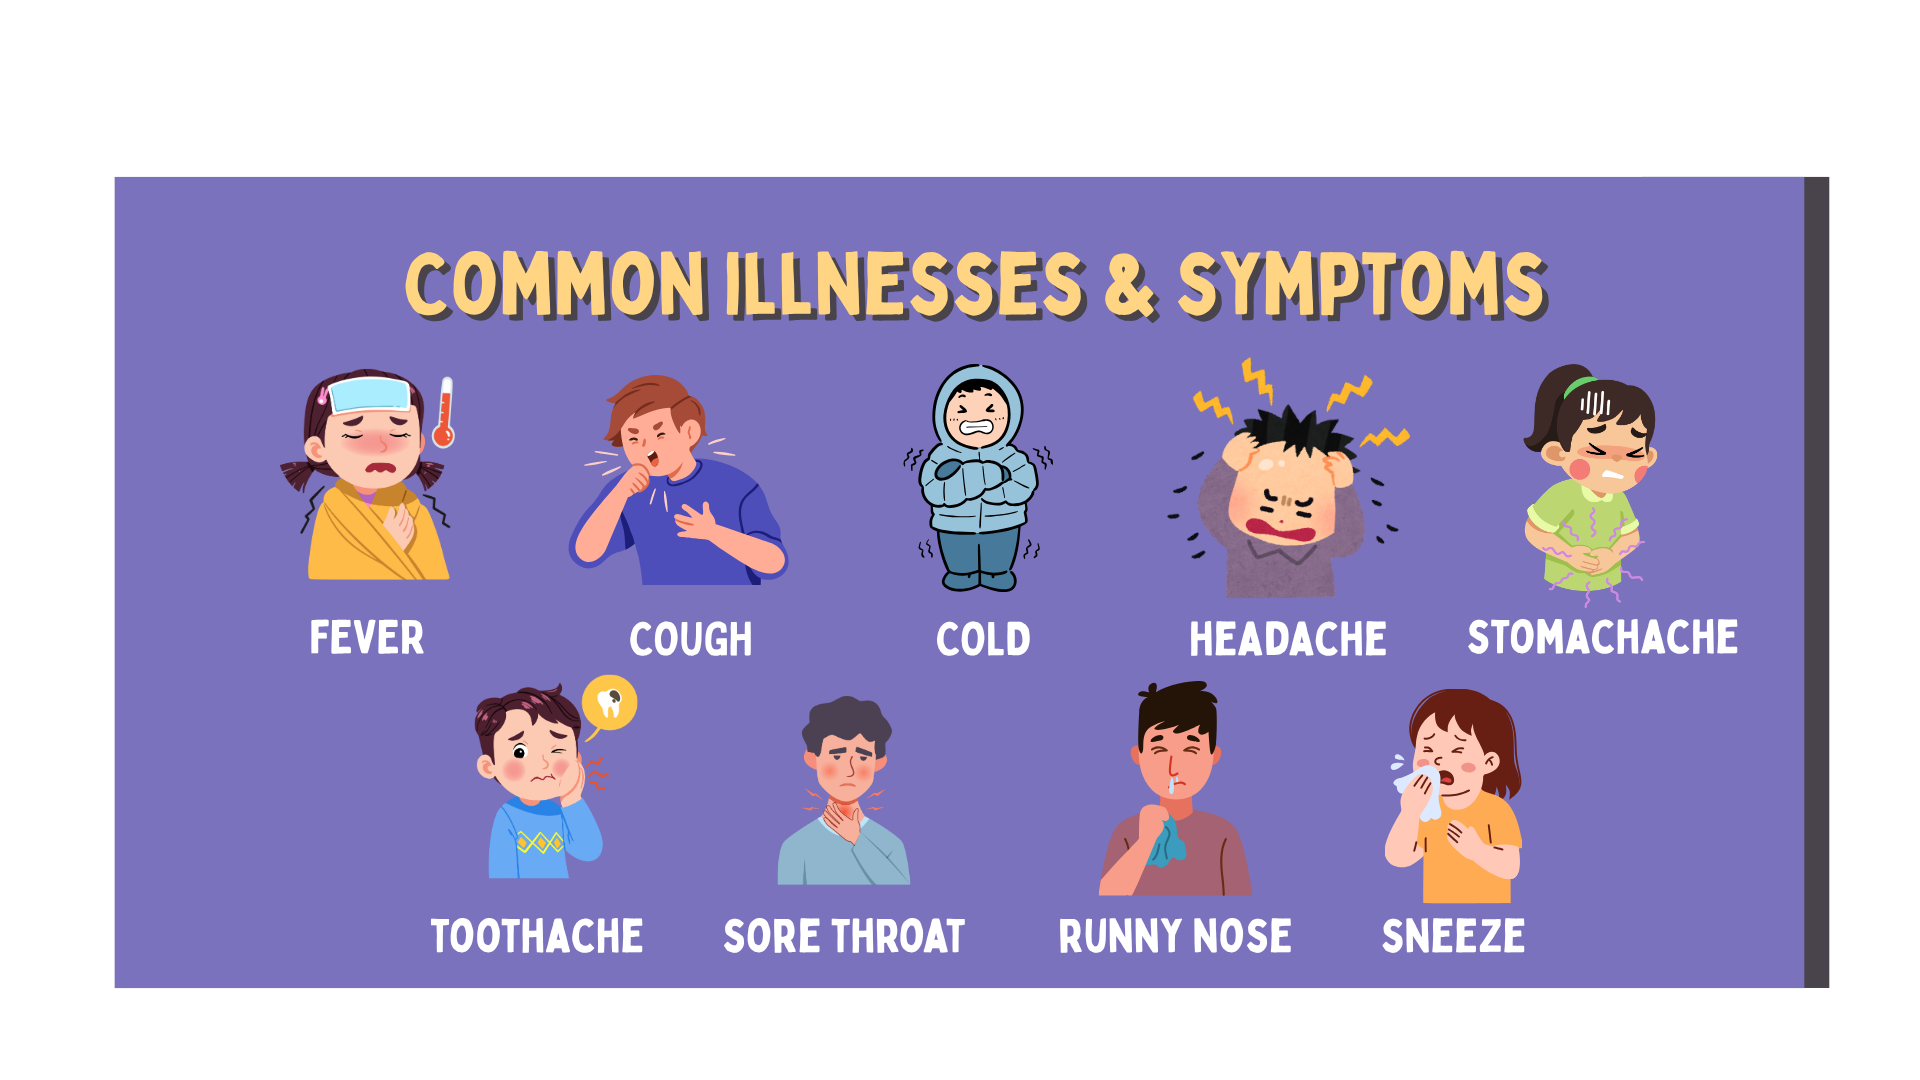 COMMON ILLNESSES & SYMPTOMS
FEVER
COUGH
COLD
HEADACHE
STOMACHACHE
TOOTHACHE
SORE THROAT
RUNNY NOSE
SNEEZE